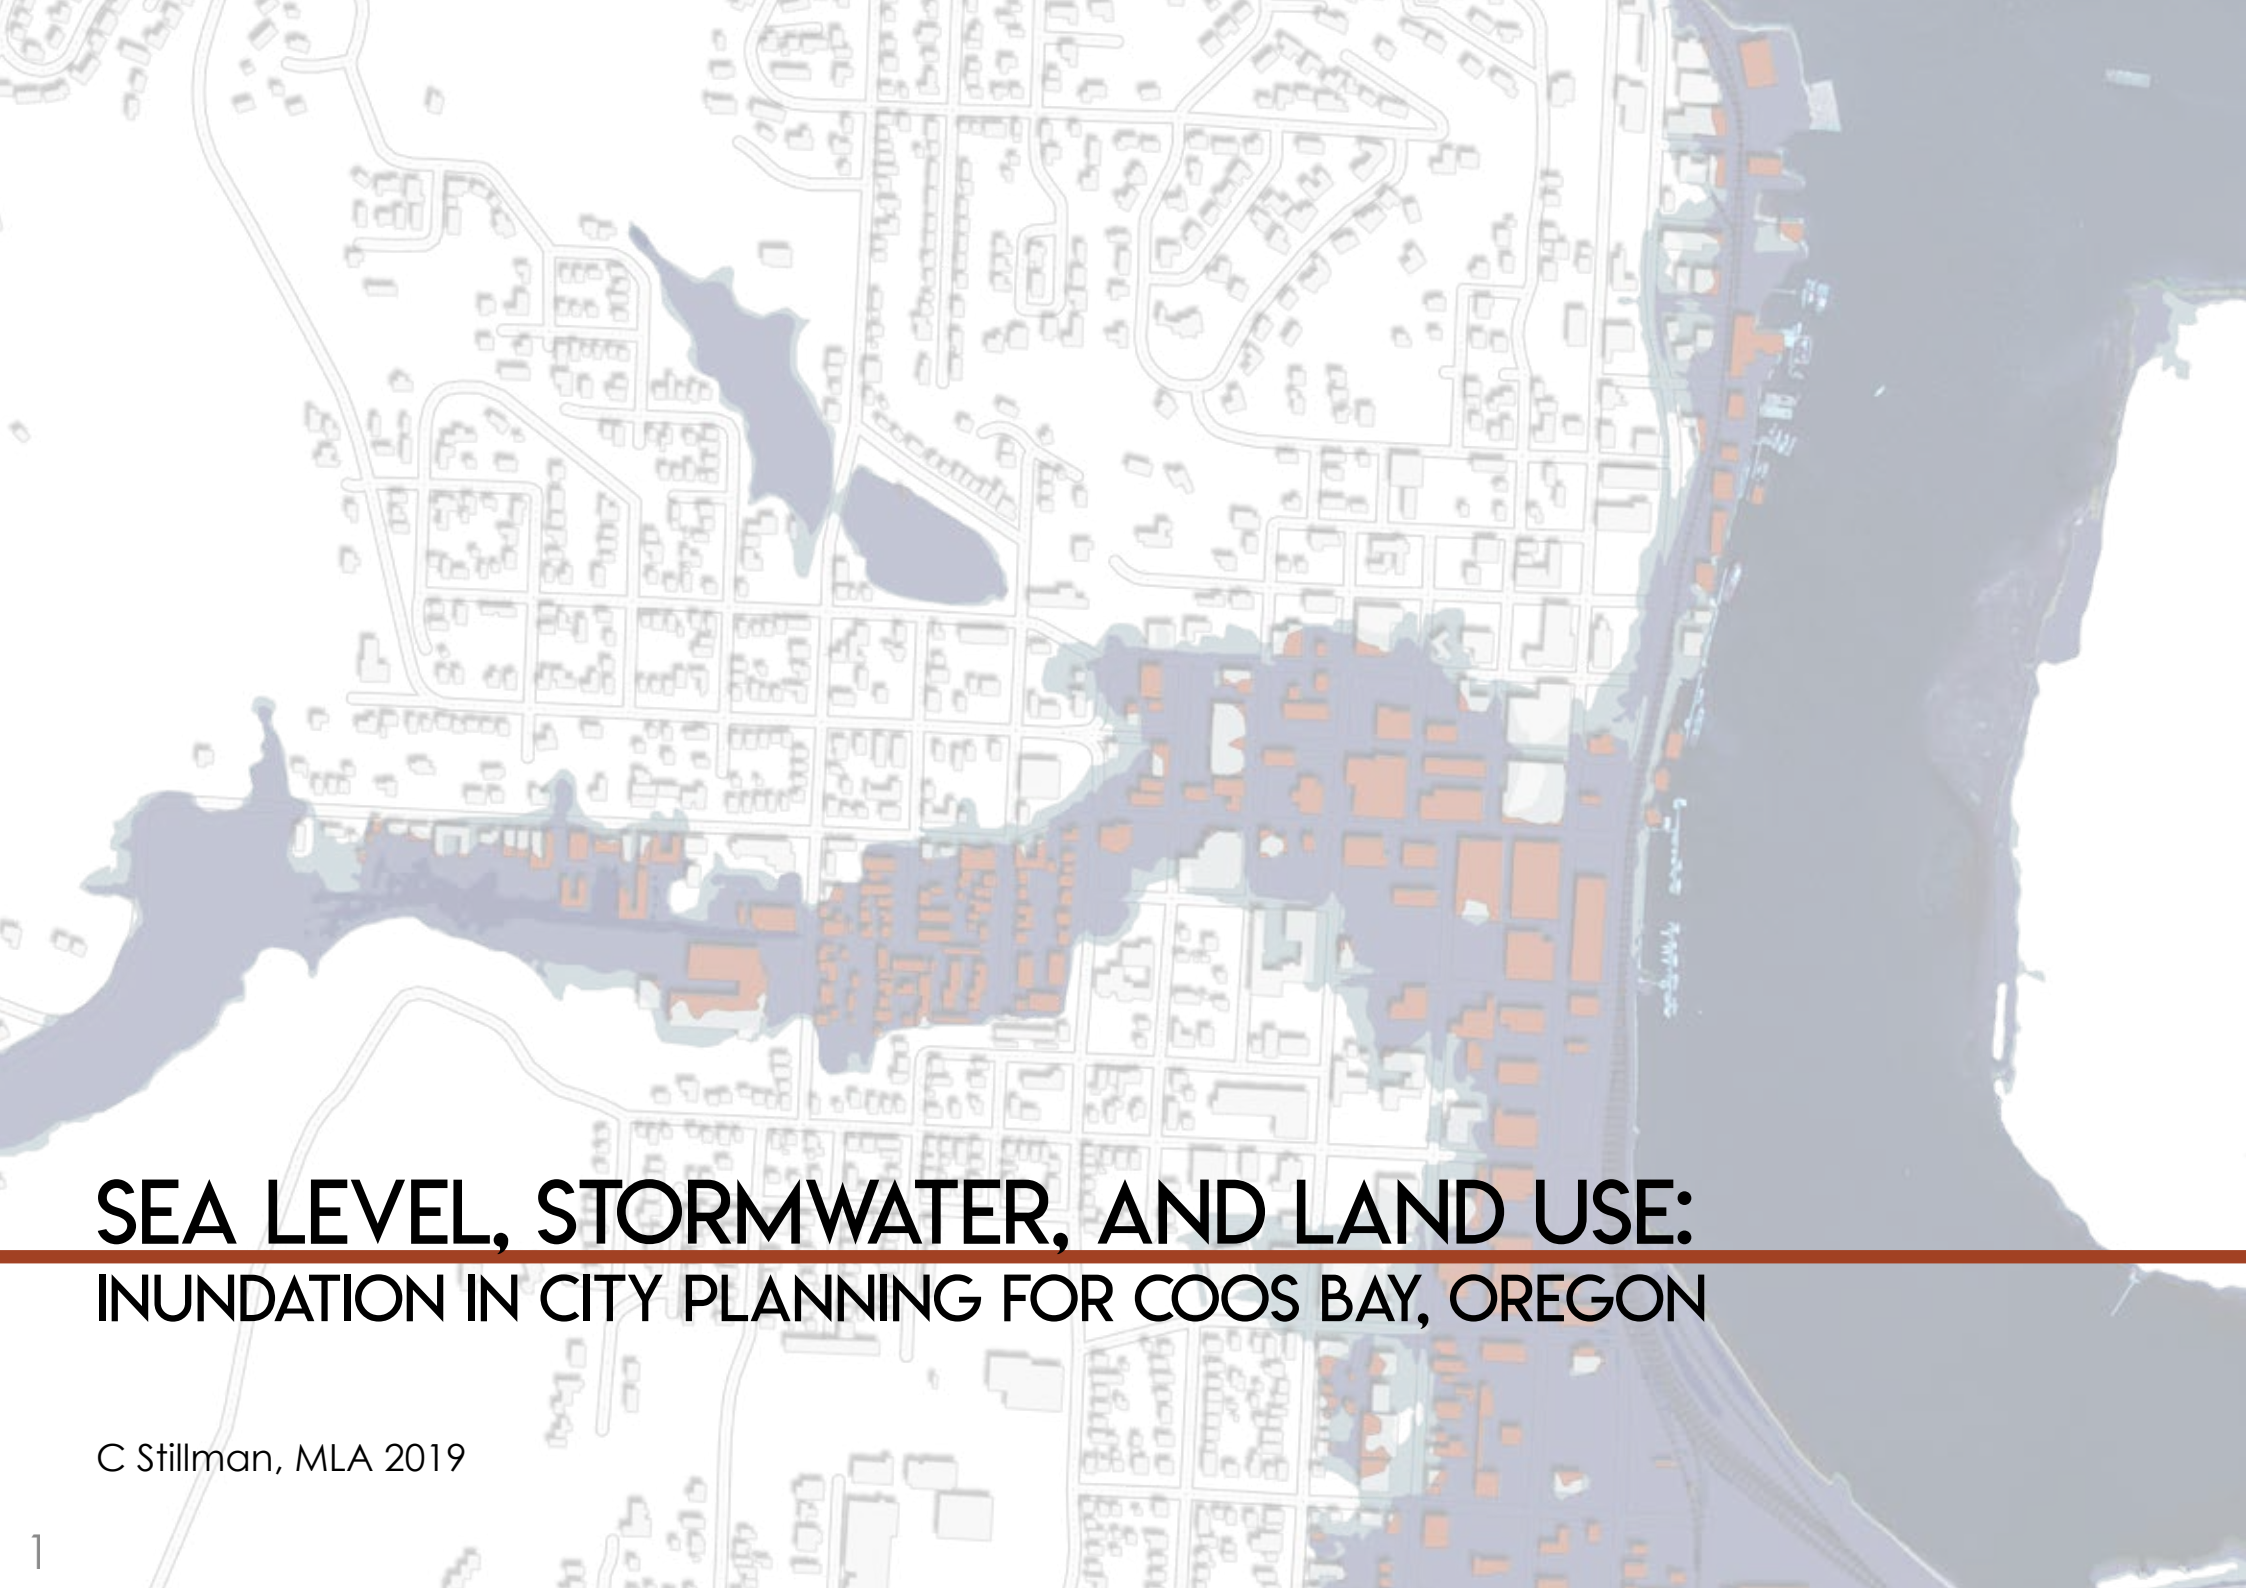 SEA LEVEL, STORMWATER, AND LAND USE:
INUNDATION IN CITY PLANNING FOR COOS BAY, OREGON
C Stillman, MLA 2019
1